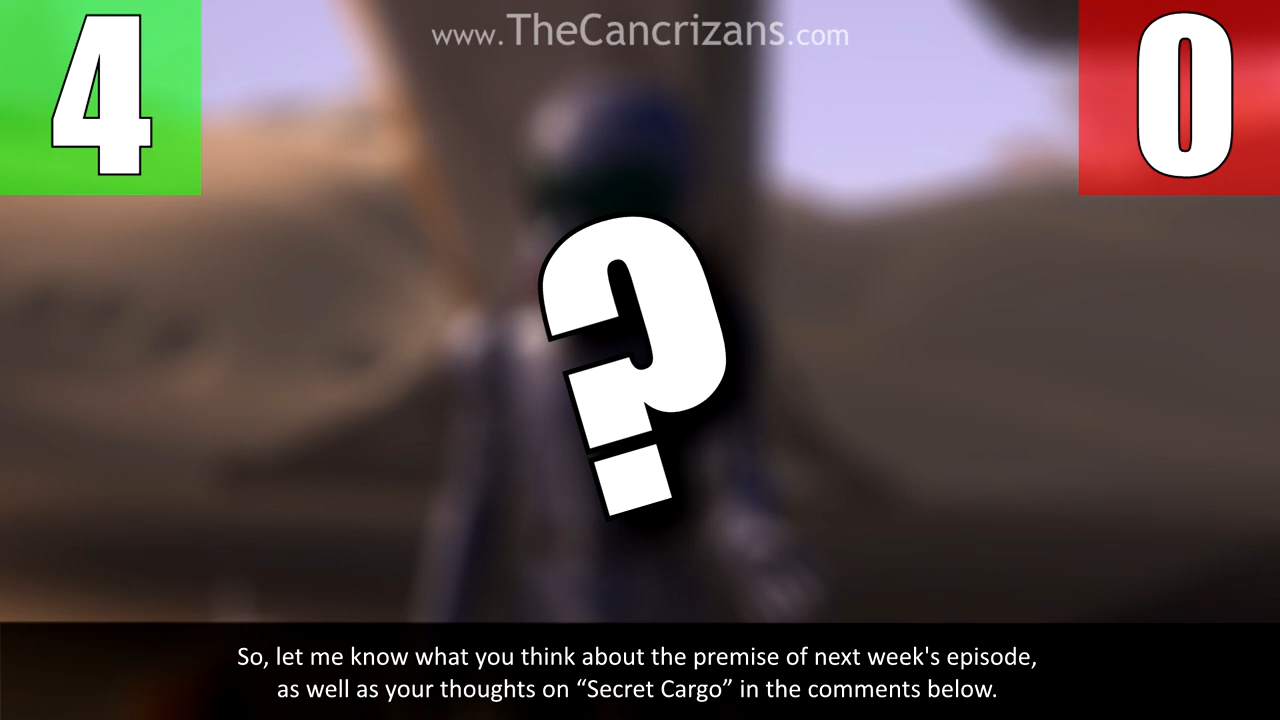 4
www.TheCancrizans.com
0
?
So, let me know what you think about the premise of next week's episode,
as well as your thoughts on “Secret Cargo” in the comments below.